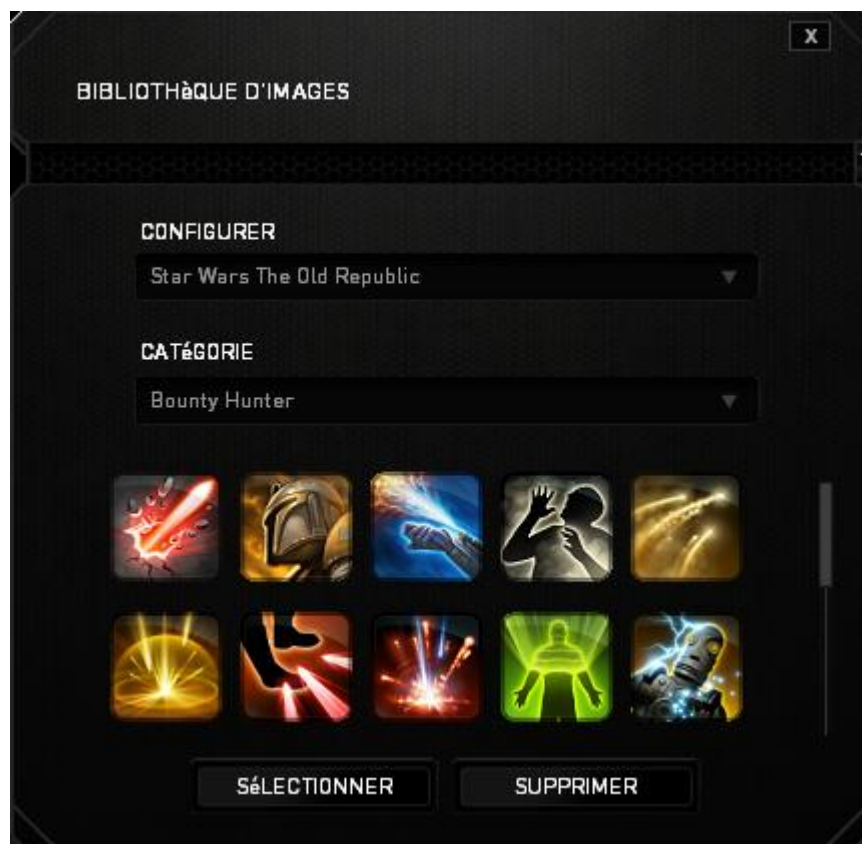 X
BIBLIOTHèQUE D'IMAGES
CONFIGURER
Star Wars The Old Republic
CATéGORIE
Bounty Hunter
SéLECTIONNER
SUPPRIMER